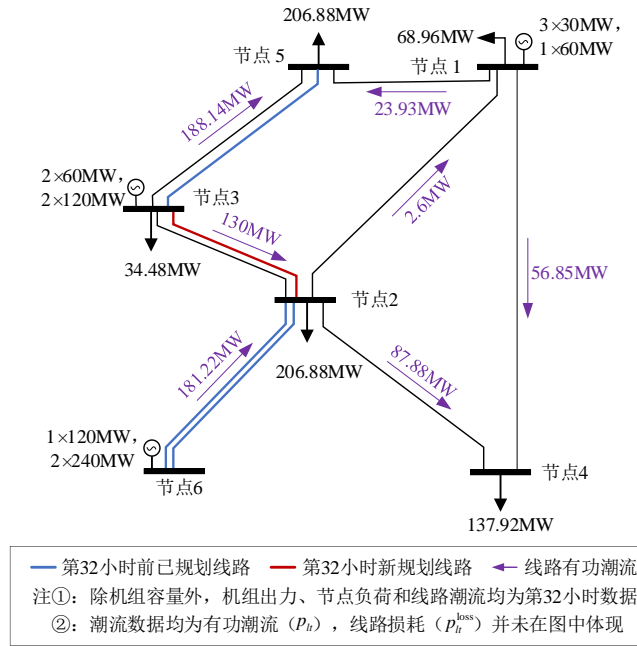 206.88MW
68.96MW
3×30MW，
1×60MW
节点 5
节点 1
23.93MW
188.14MW
2×60MW，
2×120MW
节点3
130MW
2.6MW
34.48MW
56.85MW
节点2
206.88MW
181.22MW
87.88MW
1×120MW，
2×240MW
节点6
节点4
137.92MW
第32小时前已规划线路 第32小时新规划线路 线路有功潮流
注①：除机组容量外，机组出力、节点负荷和线路潮流均为第32小时数据
②：潮流数据均为有功潮流（p_{lt}），线路损耗（p_{lt}^{loss}）并未在图中体现